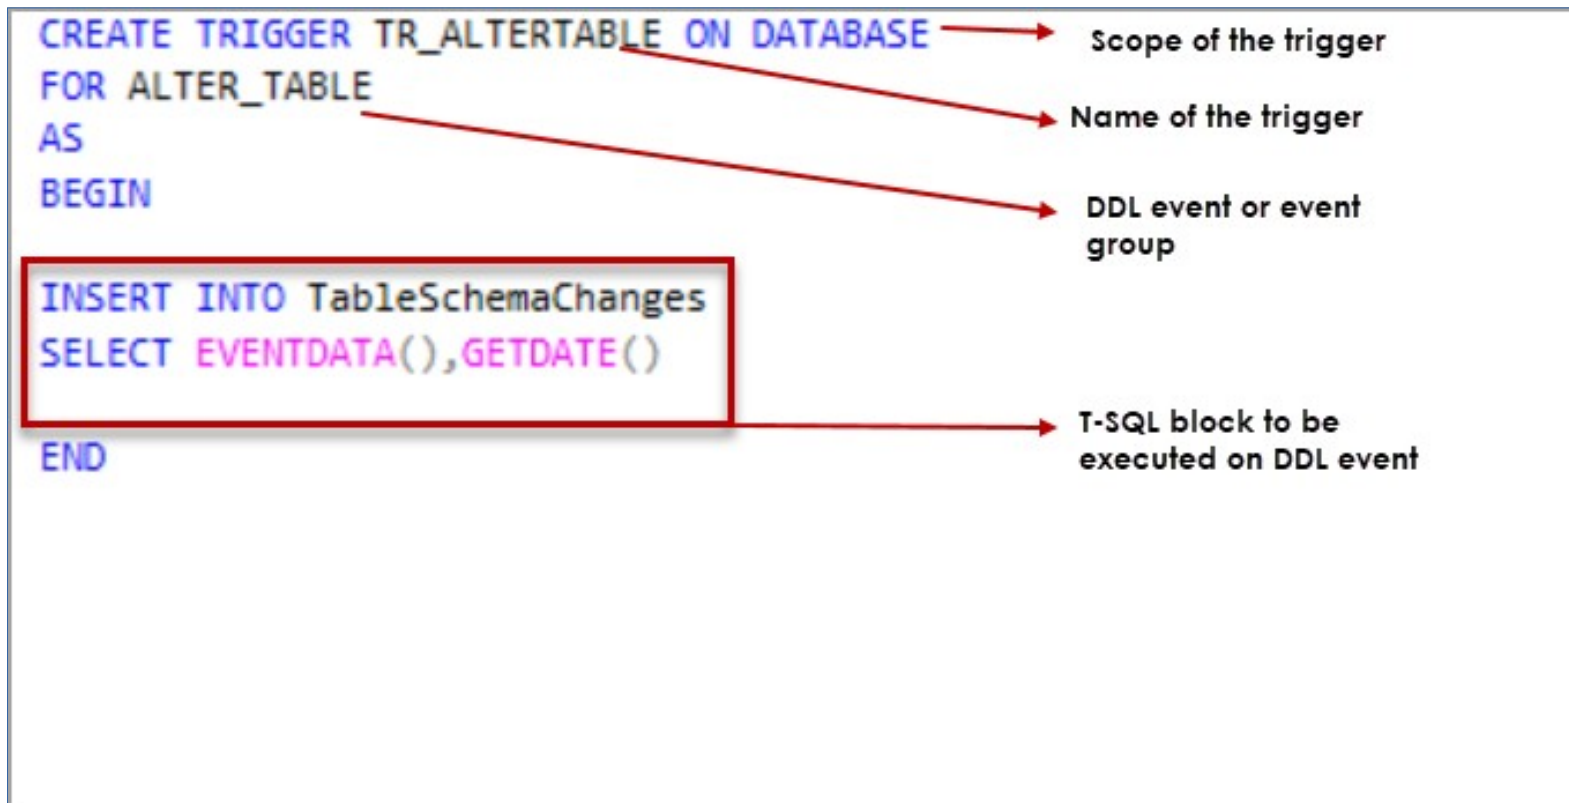 CREATE TRIGGER TR_ALTERTABLE ON DATABASE
Scope of the trigger
FOR ALTER_TABLE
Name of the trigger
AS
BEGIN
DDL event or event
group
INSERT INTO TableSchemaChanges
SELECT EVENTDATA(),GETDATE()
T-SQL block to be
executed on DDL event
END